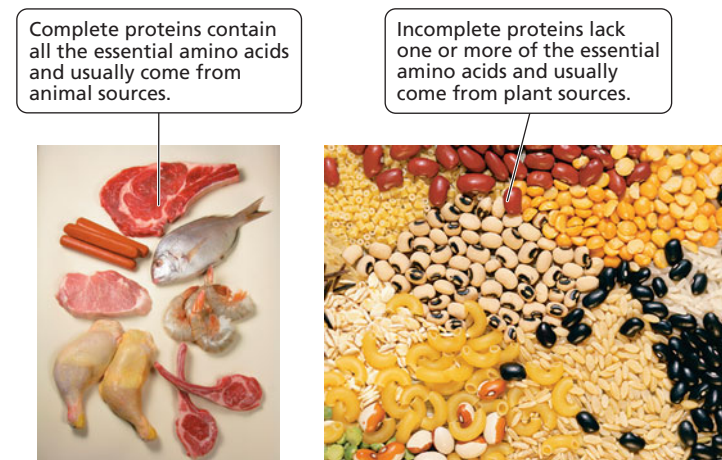 Complete proteins contain
all the essential amino acids
and usually come from
animal sources.
Incomplete proteins lack
one or more of the essential
amino acids and usually
come from plant sources.